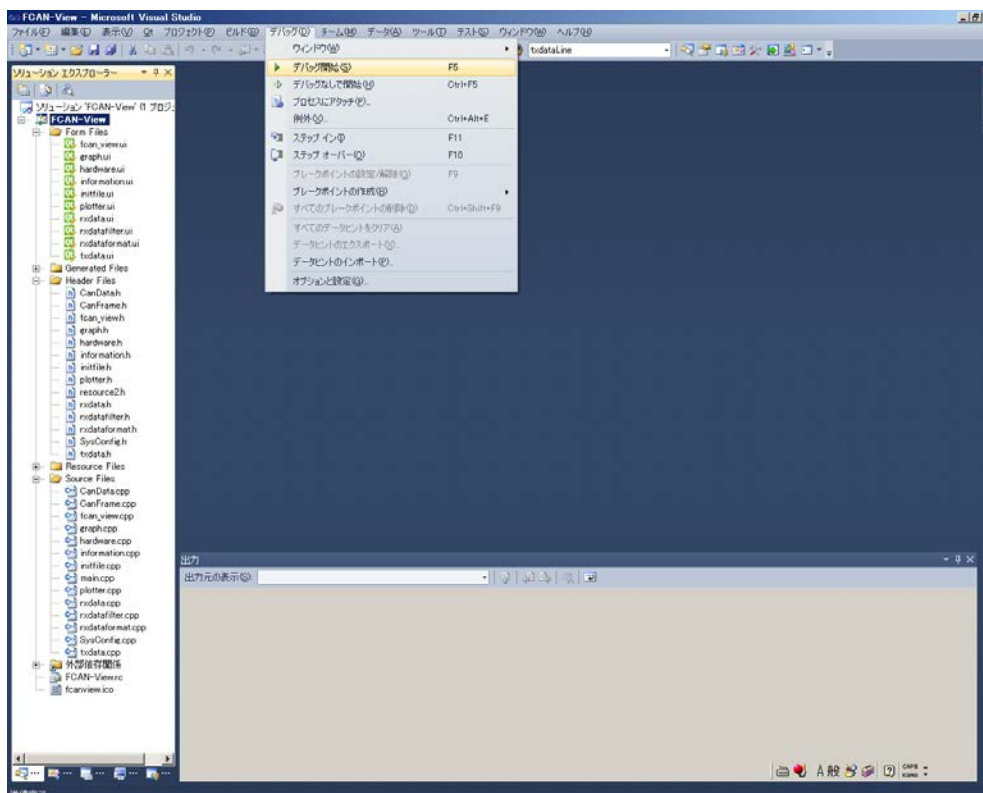 FCAN-View - Microsoft Visual Studio
ファイル(F) 編集(E) 表示(V) Qt プロジェクト(P) ビルド(B) デバッグ(D) チーム(M) データ(A) ツール(T) テスト(S) ウィンドウ(W) ヘルプ(H)
txdataLine
ソリューション エクスプローラー
ソリューション 'FCAN-View' (1 プロジ
FCAN-View
Form Files
fcan_view.ui
graph.ui
hardware.ui
information.ui
initfile.ui
plotter.ui
rxdata.ui
rxdatafilter.ui
rxdataformat.ui
txdata.ui
Generated Files
Header Files
CanData.h
CanFrame.h
fcan_view.h
graph.h
hardware.h
information.h
initfile.h
plotter.h
resource2.h
rxdata.h
rxdatafilter.h
rxdataformat.h
SysConfig.h
txdata.h
Resource Files
Source Files
CanData.cpp
CanFrame.cpp
fcan_view.cpp
graph.cpp
hardware.cpp
information.cpp
initfile.cpp
main.cpp
plotter.cpp
rxdata.cpp
rxdatafilter.cpp
rxdataformat.cpp
SysConfig.cpp
txdata.cpp
外部依存関係
FCAN-View.rc
fcanview.ico
ウィンドウ(W)
デバッグ開始(S) F5
デバッグなしで開始(H) Ctrl+F5
プロセスにアタッチ(P)...
例外(X)... Ctrl+Alt+E
ステップ イン(I) F11
ステップ オーバー(O) F10
ブレークポイントの設定/解除(G) F9
ブレークポイントの作成(B)
すべてのブレークポイントの削除(D) Ctrl+Shift+F9
すべてのデータヒントをクリア(A)
データヒントのエクスポート(X)...
データヒントのインポート(P)...
オプションと設定(G)...
出力
出力元の表示(S):
A 般
CAPS
KANA